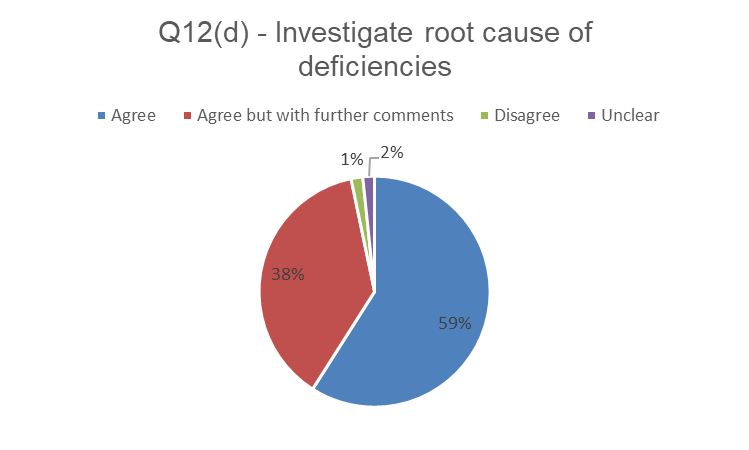 Q12(d) - Investigate root cause of
deficiencies
Agree Agree but with further comments Disagree Unclear
1% 2%
38%
59%